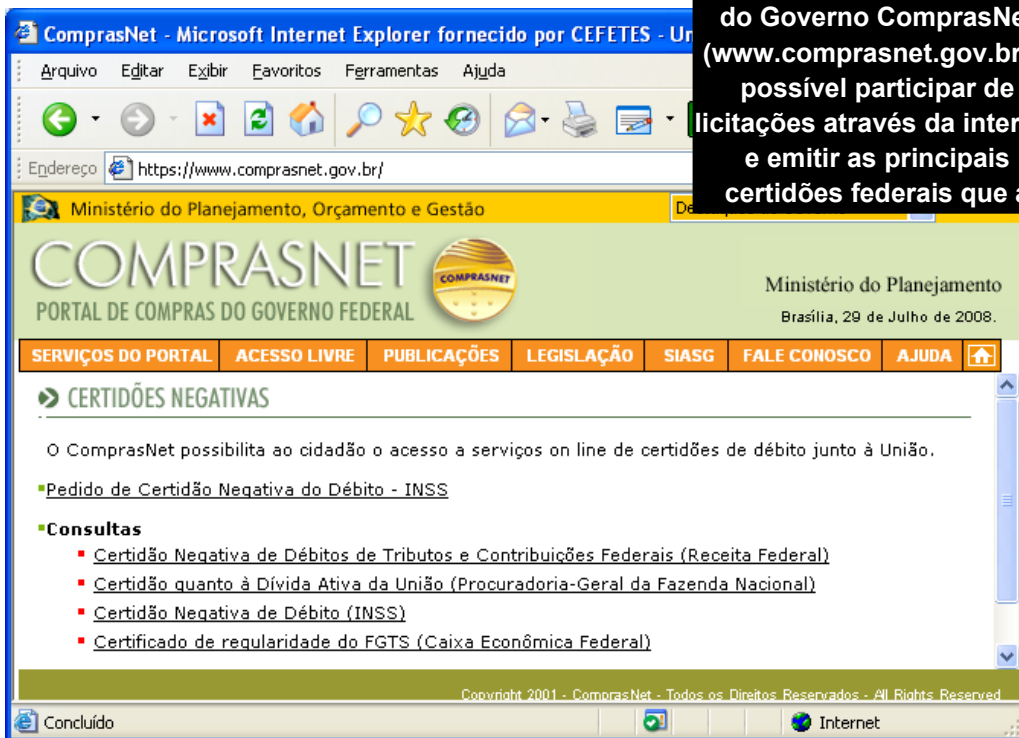 do Governo ComprasNe
(www.comprasnet.gov.br
possível participar de
licitações através da inter
e emitir as principais
certidões federais que a
ComprasNet - Microsoft Internet Explorer fornecido por CEFETES - Un
Arquivo Editar Exibir Favoritos Ferramentas Ajuda
Endereço https://www.comprasnet.gov.br/
Ministério do Planejamento, Orçamento e Gestão
COMPRASNET
COMPRASNET
PORTAL DE COMPRAS DO GOVERNO FEDERAL
Ministério do Planejamento
Brasília, 29 de Julho de 2008.
SERVIÇOS DO PORTAL ACESSO LIVRE PUBLICAÇÕES LEGISLAÇÃO SIASG FALE CONOSCO AJUDA
CERTIDÕES NEGATIVAS
O ComprasNet possibilita ao cidadão o acesso a serviços on line de certidões de débito junto à União.
Pedido de Certidão Negativa do Débito - INSS
Consultas
Certidão Negativa de Débitos de Tributos e Contribuições Federais (Receita Federal)
Certidão quanto à Dívida Ativa da União (Procuradoria-Geral da Fazenda Nacional)
Certidão Negativa de Débito (INSS)
Certificado de regularidade do FGTS (Caixa Econômica Federal)
Copyright 2001 - ComprasNet - Todos os Direitos Reservados - All Rights Reserved
Concluído Internet